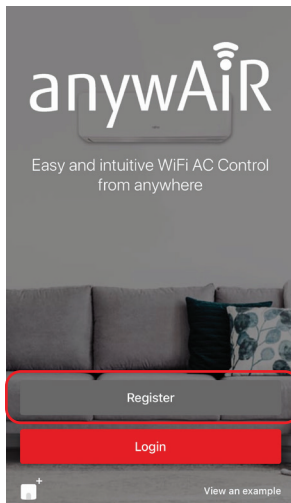 anywAiR
Easy and intuitive WiFi AC Control
from anywhere
Register
Login
View an example